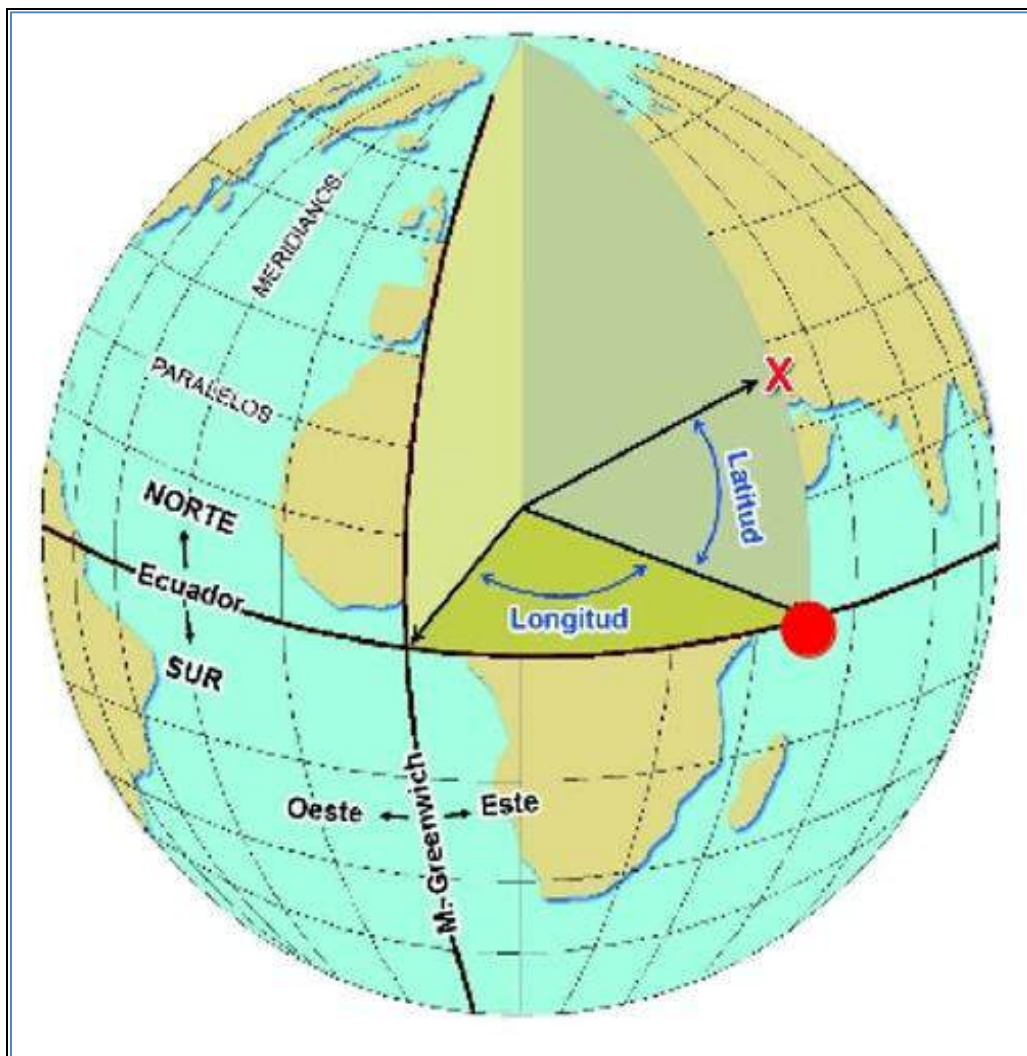 MERIDIANOS
PARALELOS
X
NORTE
Latitud
Ecuador
Longitud
SUR
Oeste
Este
M. Greenwich